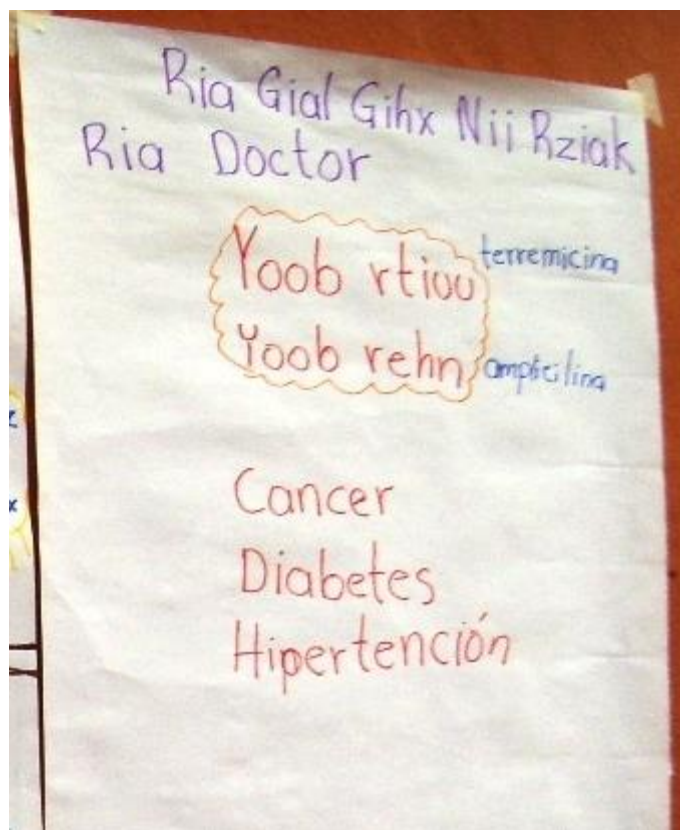 Ria Gial Gihx Nii Rziak
Ria Doctor
Yoob rtiuu
terremicina
Yoob rehn
ampicilina
Cancer
Diabetes
Hipertención